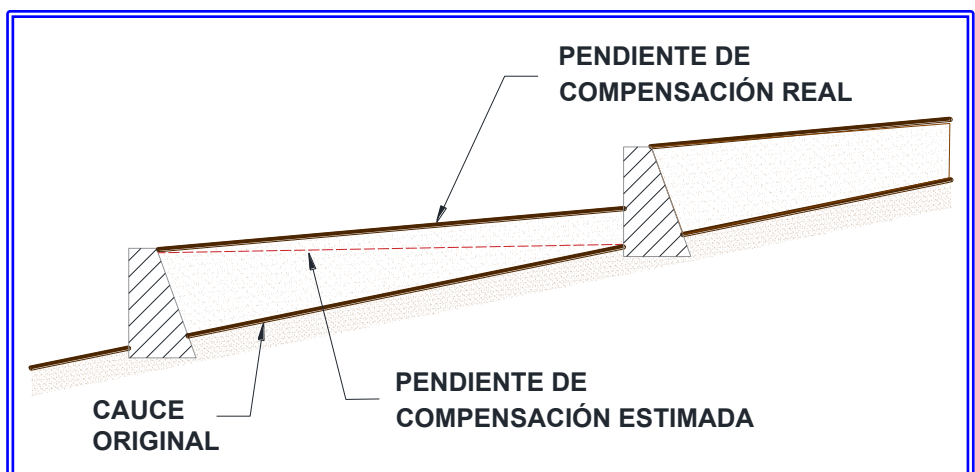 PENDIENTE DE
COMPENSACIÓN REAL
PENDIENTE DE
COMPENSACIÓN ESTIMADA
CAUCE
ORIGINAL